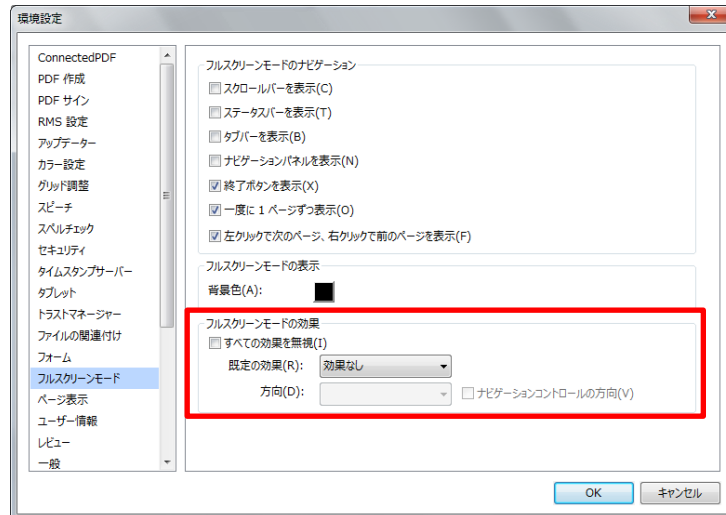 環境設定
ConnectedPDF
PDF 作成
PDF サイン
RMS 設定
アップデーター
カラー設定
グリッド調整
スピーチ
スペルチェック
セキュリティ
タイムスタンプサーバー
タブレット
トラストマネージャー
ファイルの関連付け
フォーム
フルスクリーンモード
ページ表示
ユーザー情報
レビュー
一般
フルスクリーンモードのナビゲーション
スクロールバーを表示(C)
ステータスバーを表示(T)
タブバーを表示(B)
ナビゲーションパネルを表示(N)
終了ボタンを表示(X)
一度に 1 ページずつ表示(O)
左クリックで次のページ、右クリックで前のページを表示(F)
フルスクリーンモードの表示
背景色(A):
フルスクリーンモードの効果
すべての効果を無視(I)
既定の効果(R): 効果なし
方向(D): ナビゲーションコントロールの方向(V)
OK キャンセル